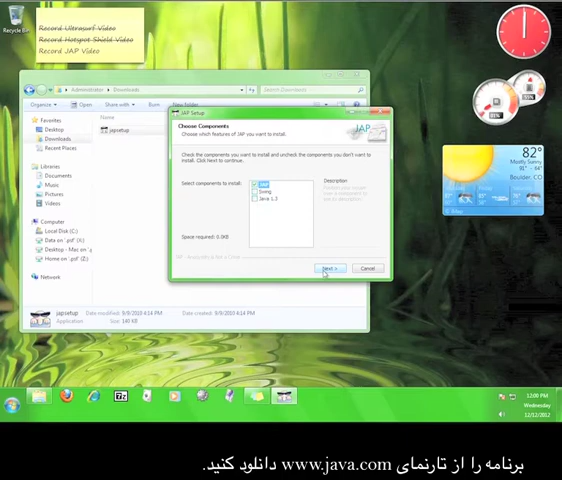 Recycle Bin
Record Ultrasurf Video
Record Hotspot Shield Video
Record JAP Video
Administrator
Downloads
Search Downloads
Organize
Open
Share with
Burn
New folder
Favorites
Desktop
Downloads
Recent Places
Libraries
Documents
Music
Pictures
Videos
Computer
Local Disk (C:)
Network
Name
japsetup
JAP Setup
Choose Components
Choose which features of JAP you want to install.
JAP
Check the components you want to install and uncheck the components you don't want to install. Click Next to continue.
Select components to install:
JAP
Swing
Java 1.3
Description
Space required: 0.0KB
Next >
Cancel
japsetup
Date modified: 9/9/2010 4:14 PM
Date created: 9/9/2010 4:14 PM
Application
Size: 140 KB
82°
Mostly Sunny
Boulder, CO
12:00 PM
Wednesday
12/12/2012
برنامه را از تارنمای www.java.com دانلود کنید.